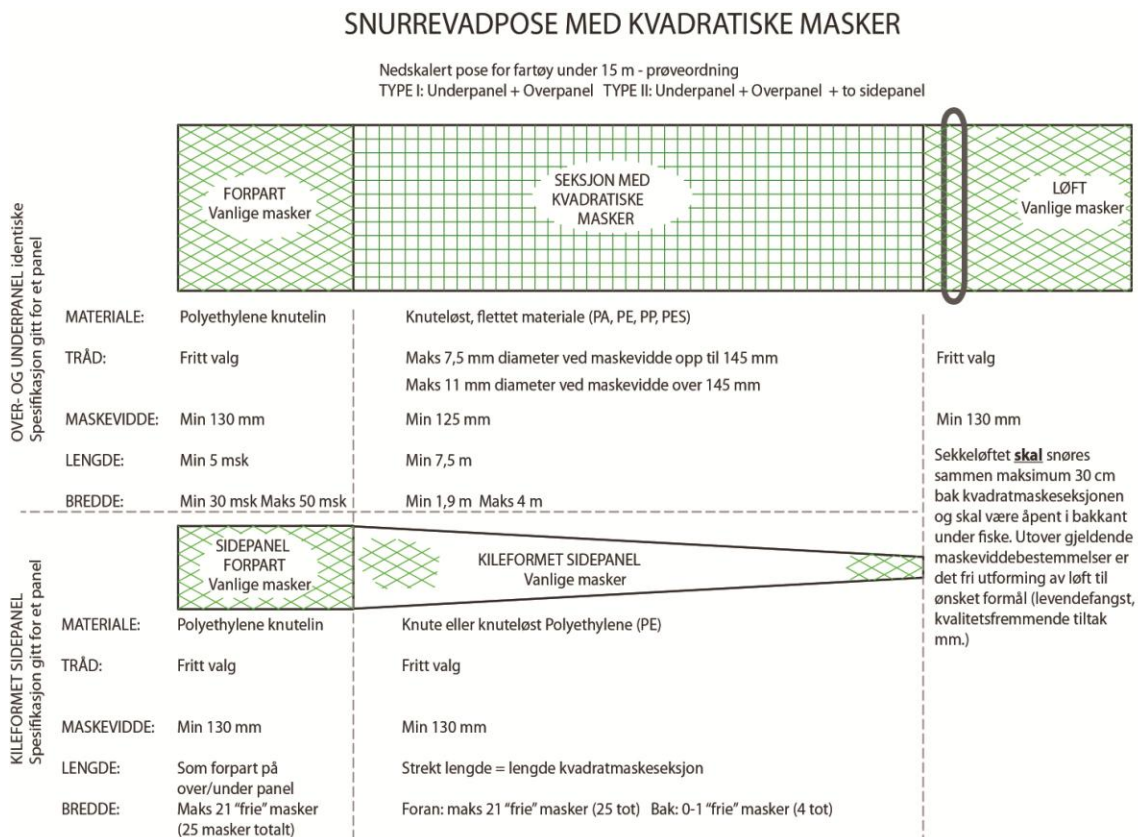 SNURREVADPOSE MED KVADRATISKE MASKER
Nedskalert pose for fartøy under 15 m - prøveordning
TYPE I: Underpanel + Overpanel TYPE II: Underpanel + Overpanel + to sidepanel
OVER- OG UNDERPANEL identiske
Spesifikasjon gitt for et panel
FORPART
Vanlige masker
SEKSJON MED
KVADRATISKE
MASKER
LØFT
Vanlige masker
MATERIALE: Polyethylene knutelin Knuteløst, flettet materiale (PA, PE, PP, PES)
TRÅD: Fritt valg Maks 7,5 mm diameter ved maskevidde opp til 145 mm Fritt valg
Maks 11 mm diameter ved maskevidde over 145 mm
MASKEVIDDE: Min 130 mm Min 125 mm Min 130 mm
LENGDE: Min 5 msk Min 7,5 m
BREDDE: Min 30 msk Maks 50 msk Min 1,9 m Maks 4 m
Sekkeløftet skal snøres
sammen maksimum 30 cm
bak kvadratmaskeseksjonen
og skal være åpent i bakkant
under fiske. Utover gjeldende
maskeviddebestemmelser er
det fri utforming av løft til
ønsket formål (levendefangst,
kvalitetsfremmende tiltak
mm.)
KILEFORMET SIDEPANEL
Spesifikasjon gitt for et panel
SIDEPANEL
FORPART
Vanlige masker
KILEFORMET SIDEPANEL
Vanlige masker
MATERIALE: Polyethylene knutelin Knute eller knuteløst Polyethylene (PE)
TRÅD: Fritt valg Fritt valg
MASKEVIDDE: Min 130 mm Min 130 mm
LENGDE: Som forpart på Strekt lengde = lengde kvadratmaskeseksjon
over/under panel
BREDDE: Maks 21 "frie" masker Foran: maks 21 "frie" masker (25 tot) Bak: 0-1 "frie" masker (4 tot)
(25 masker totalt)